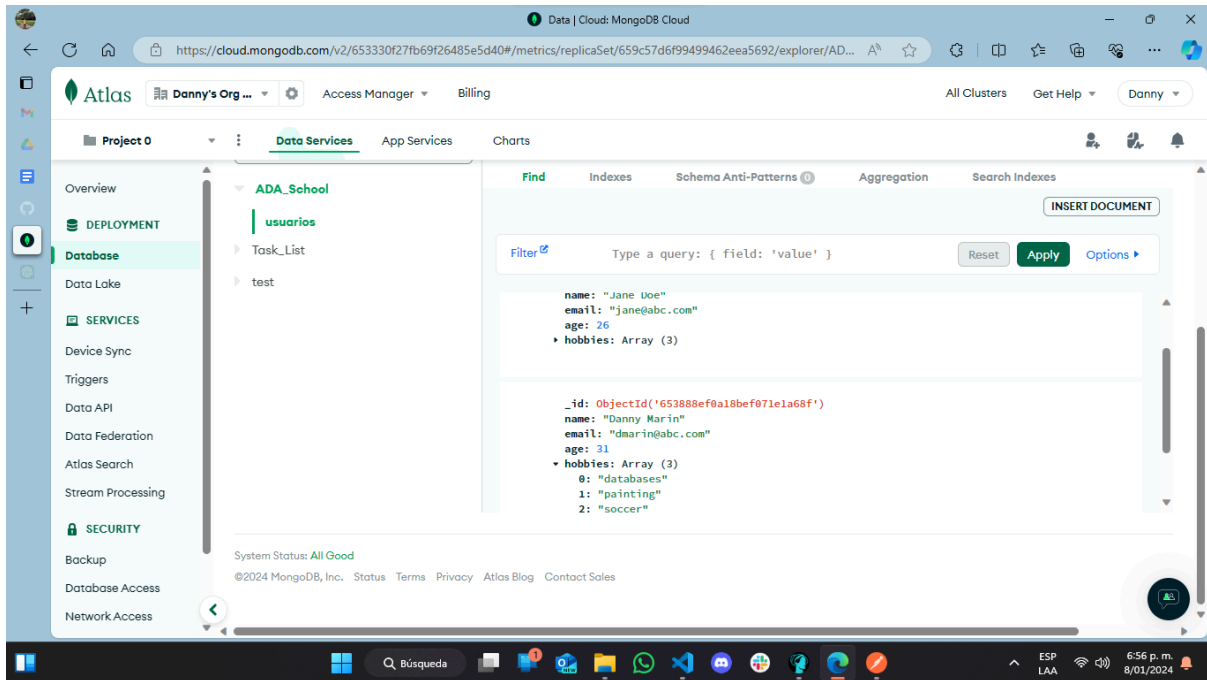 Data | Cloud: MongoDB Cloud
https://cloud.mongodb.com/v2/653330f27fb69f26485e5d40#/metrics/replicaSet/659c57d6f99499462eea5692/explorer/AD...
Atlas Danny's Org ... Access Manager Billing All Clusters Get Help Danny
Project 0 Data Services App Services Charts
Overview
DEPLOYMENT
Database
Data Lake
SERVICES
Device Sync
Triggers
Data API
Data Federation
Atlas Search
Stream Processing
SECURITY
Backup
Database Access
Network Access
ADA_School
usuarios
Task_List
test
Find Indexes Schema Anti-Patterns 0 Aggregation Search Indexes
INSERT DOCUMENT
Filter Type a query: { field: 'value' } Reset Apply Options
name: "Jane Doe"
email: "jane@abc.com"
age: 26
hobbies: Array (3)
_id: ObjectId('653888ef0a18bef071e1a68f')
name: "Danny Marin"
email: "dmarin@abc.com"
age: 31
hobbies: Array (3)
0: "databases"
1: "painting"
2: "soccer"
System Status: All Good
©2024 MongoDB, Inc. Status Terms Privacy Atlas Blog Contact Sales
Búsqueda 1 ESP 6:56 p. m.
LAA 8/01/2024